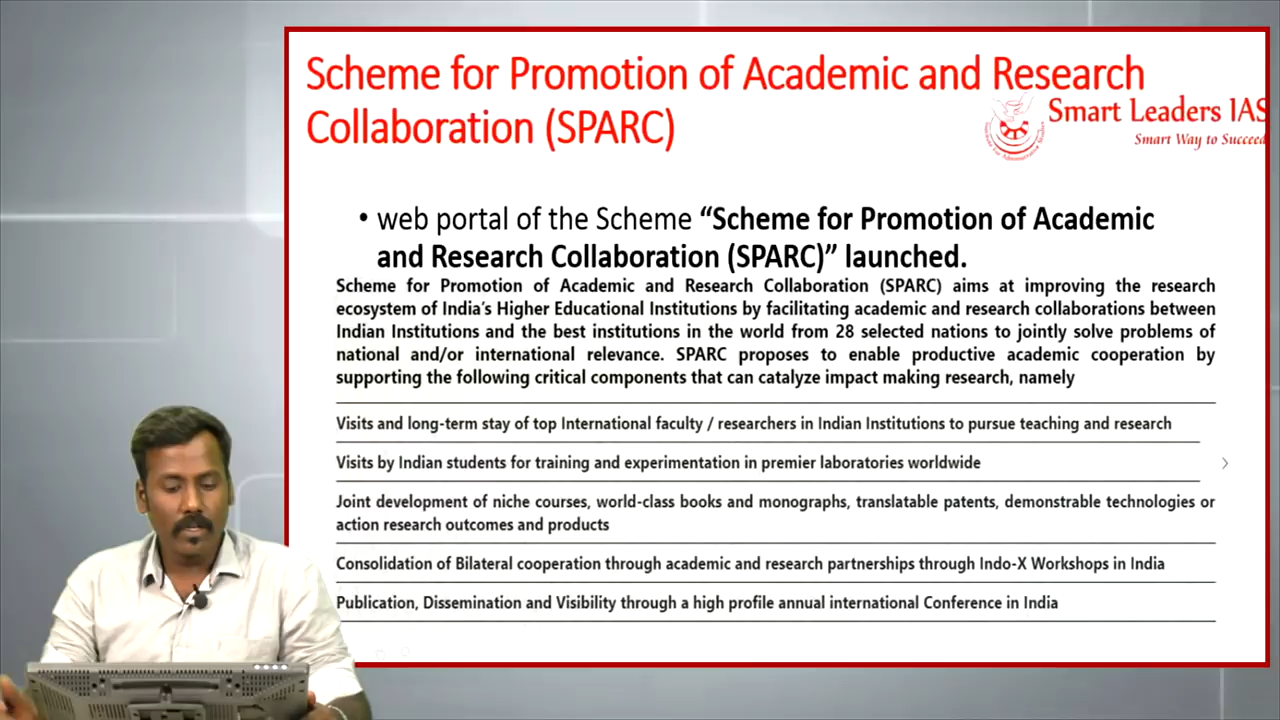 Scheme for Promotion of Academic and Research
Collaboration (SPARC)
Smart Leaders IAS
Smart Way to Succeed
• web portal of the Scheme “Scheme for Promotion of Academic
and Research Collaboration (SPARC)” launched.
Scheme for Promotion of Academic and Research Collaboration (SPARC) aims at improving the research
ecosystem of India’s Higher Educational Institutions by facilitating academic and research collaborations between
Indian Institutions and the best institutions in the world from 28 selected nations to jointly solve problems of
national and/or international relevance. SPARC proposes to enable productive academic cooperation by
supporting the following critical components that can catalyze impact making research, namely
Visits and long-term stay of top International faculty / researchers in Indian Institutions to pursue teaching and research
Visits by Indian students for training and experimentation in premier laboratories worldwide
Joint development of niche courses, world-class books and monographs, translatable patents, demonstrable technologies or
action research outcomes and products
Consolidation of Bilateral cooperation through academic and research partnerships through Indo-X Workshops in India
Publication, Dissemination and Visibility through a high profile annual international Conference in India